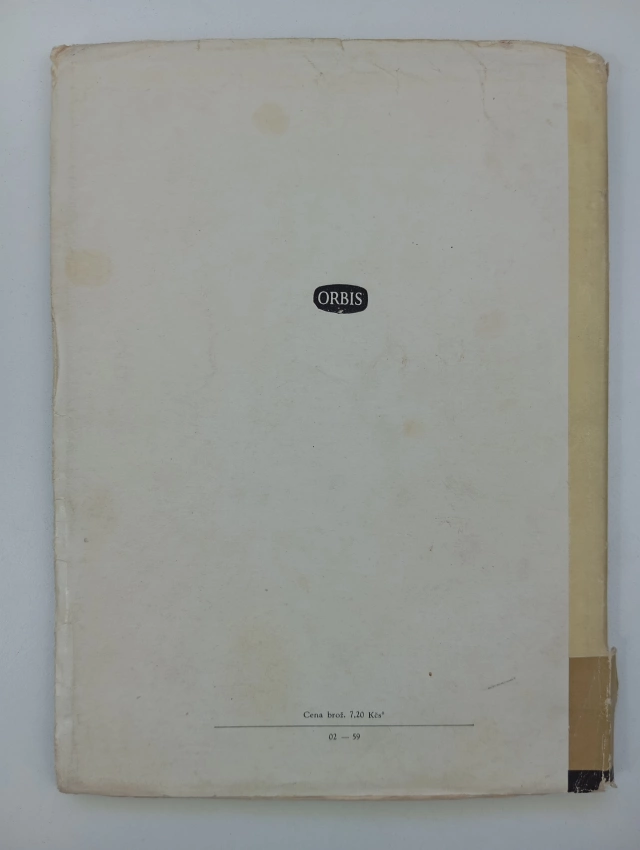 ORBIS
Cena brož. 7,20 Kčs
02 — 59